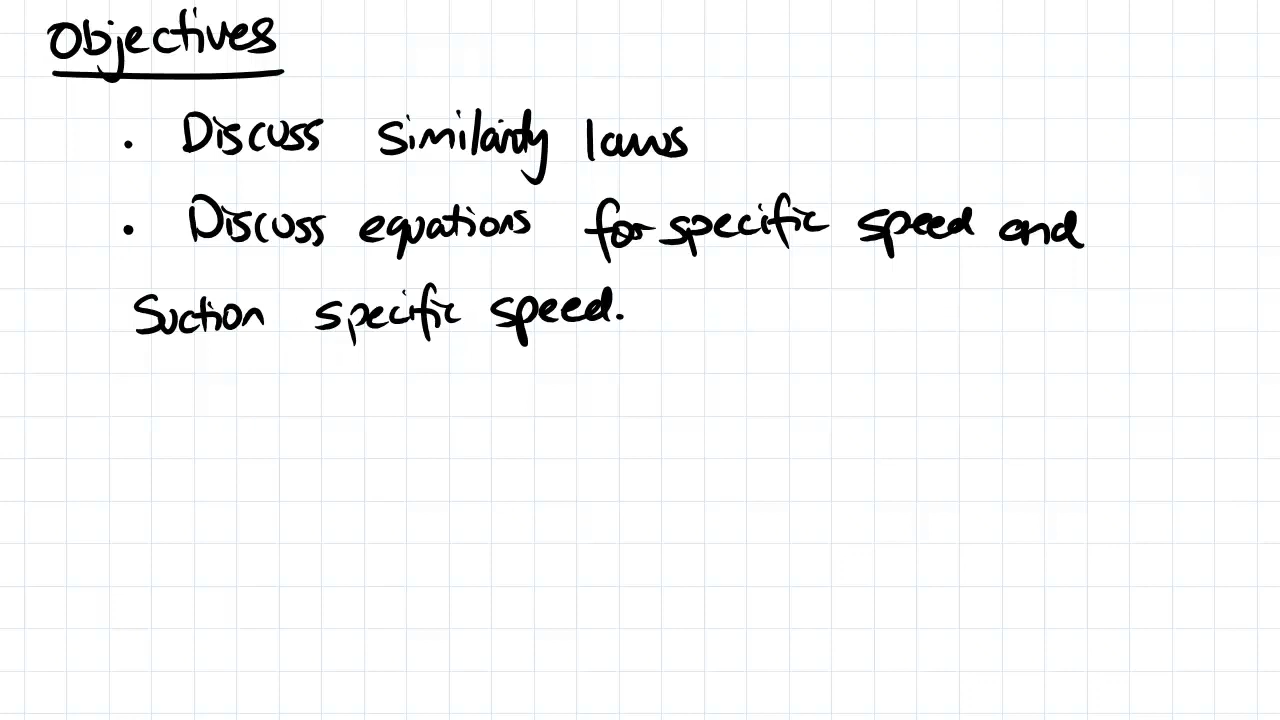 Objectives
. Discuss similarity laws
. Discuss equations for specific speed and
Suction specific speed.